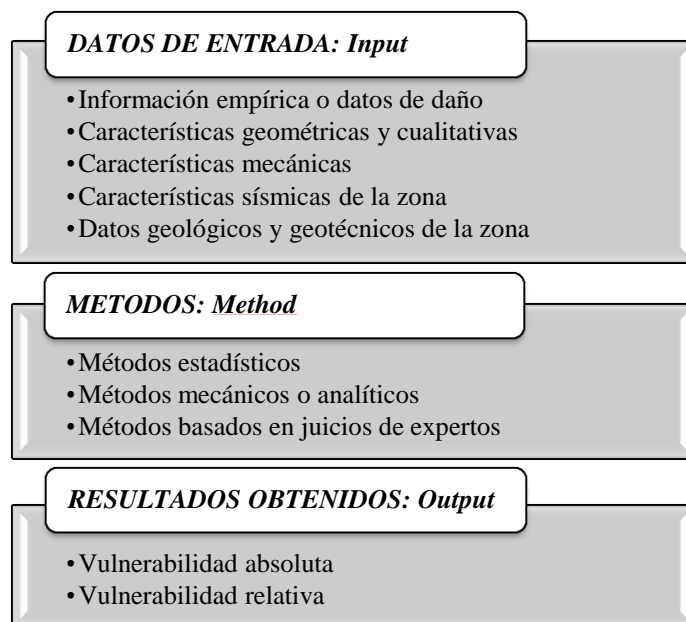 DATOS DE ENTRADA: Input
•Información empírica o datos de daño
•Características geométricas y cualitativas
•Características mecánicas
•Características sísmicas de la zona
•Datos geológicos y geotécnicos de la zona
METODOS: Method
•Métodos estadísticos
•Métodos mecánicos o analíticos
•Métodos basados en juicios de expertos
RESULTADOS OBTENIDOS: Output
•Vulnerabilidad absoluta
•Vulnerabilidad relativa